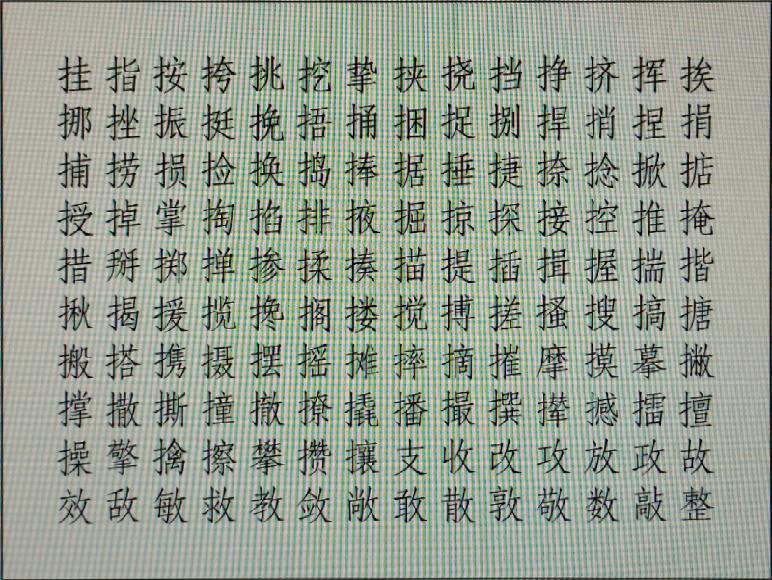 挂指按挎挑挖挚挟挠挡挣挤挥挨
挪挫振挺挽捂捅捆捉捌捍捎捏捐
捕捞损捡换捣捧据捶捷捺捻掀掂
授掉掌掏掐排掖掘掠探接控推掩
措掰掷掸掺揉揍描提插揖握揣揩
揪揭援揽搀搁搂搅搏搓搔搜搞搪
搬搭携摄摆摇摊摔摘摧摩摸摹撇
撑撒撕撞撤撩撬播撮撰撵撼擂擅
操擎擒擦攀攒攘支收改攻放政故
效敌敏救教敛敞敢散敦敬数敲整